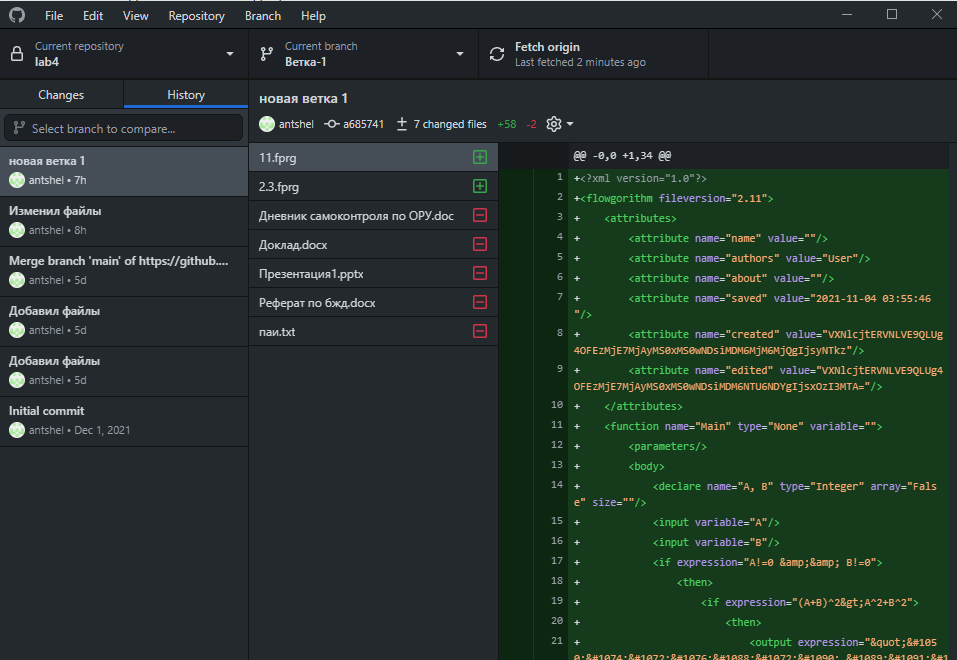 File Edit View Repository Branch Help
Current repository
lab4
Current branch
Ветка-1
Fetch origin
Last fetched 2 minutes ago
Changes History
Select branch to compare...
новая ветка 1
antshel • 7h
Изменил файлы
antshel • 8h
Merge branch 'main' of https://github....
antshel • 5d
Добавил файлы
antshel • 5d
Добавил файлы
antshel • 5d
Initial commit
antshel • Dec 1, 2021
новая ветка 1
antshel a685741 7 changed files +58 -2
11.fprg
2.3.fprg
Дневник самоконтроля по ОРУ.doc
Доклад.docx
Презентация1.pptx
Реферат по бжд.docx
паи.txt
@@ -0,0 +1,34 @@
1 +<?xml version="1.0"?>
2 +<flowgorithm fileversion="2.11">
3 + <attributes>
4 + <attribute name="name" value=""/>
5 + <attribute name="authors" value="User"/>
6 + <attribute name="about" value=""/>
7 + <attribute name="saved" value="2021-11-04 03:55:46
"/>
8 + <attribute name="created" value="VXNlcjtERVNLVE9QLUg
4OFEzMjE7MjAyMS0xMS0wNDsiMDM6MjM6MjQgIjsyNTkz"/>
9 + <attribute name="edited" value="VXNlcjtERVNLVE9QLUg4
OFEzMjE7MjAyMS0xMS0wNDsiMDM6NTU6NDYgIjsxOzI3MTA="/>
10 + </attributes>
11 + <function name="Main" type="None" variable="">
12 + <parameters/>
13 + <body>
14 + <declare name="A, B" type="Integer" array="Fals
e" size=""/>
15 + <input variable="A"/>
16 + <input variable="B"/>
17 + <if expression="A!=0 &amp;&amp; B!=0">
18 + <then>
19 + <if expression="(A+B)^2&gt;A^2+B^2">
20 + <then>
21 + <output expression="&quot;&#105
0;&#1074;&#1072;&#1076;&#1088;&#1072;&#1090; &#1089;&#1091;&#1